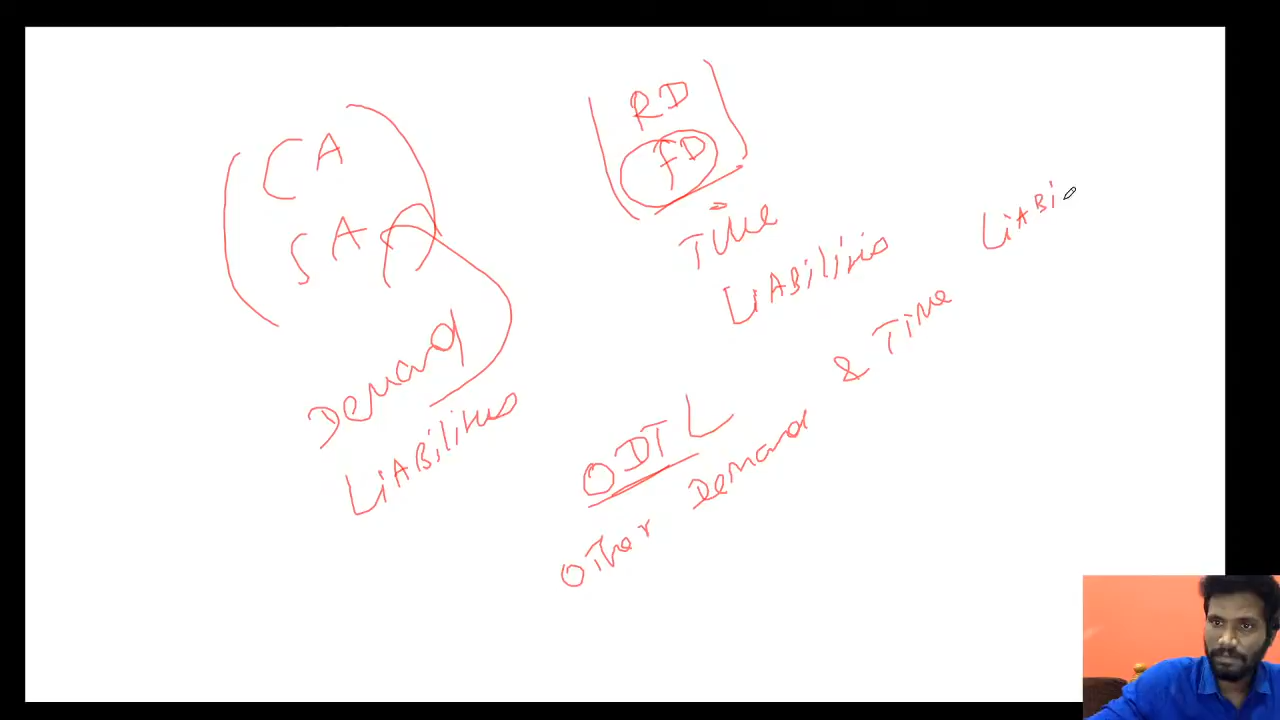 CA
SA
Demand
LiABilities
RD
FD
Time
LiABilities
ODTL
Other Demand & Time LiABi